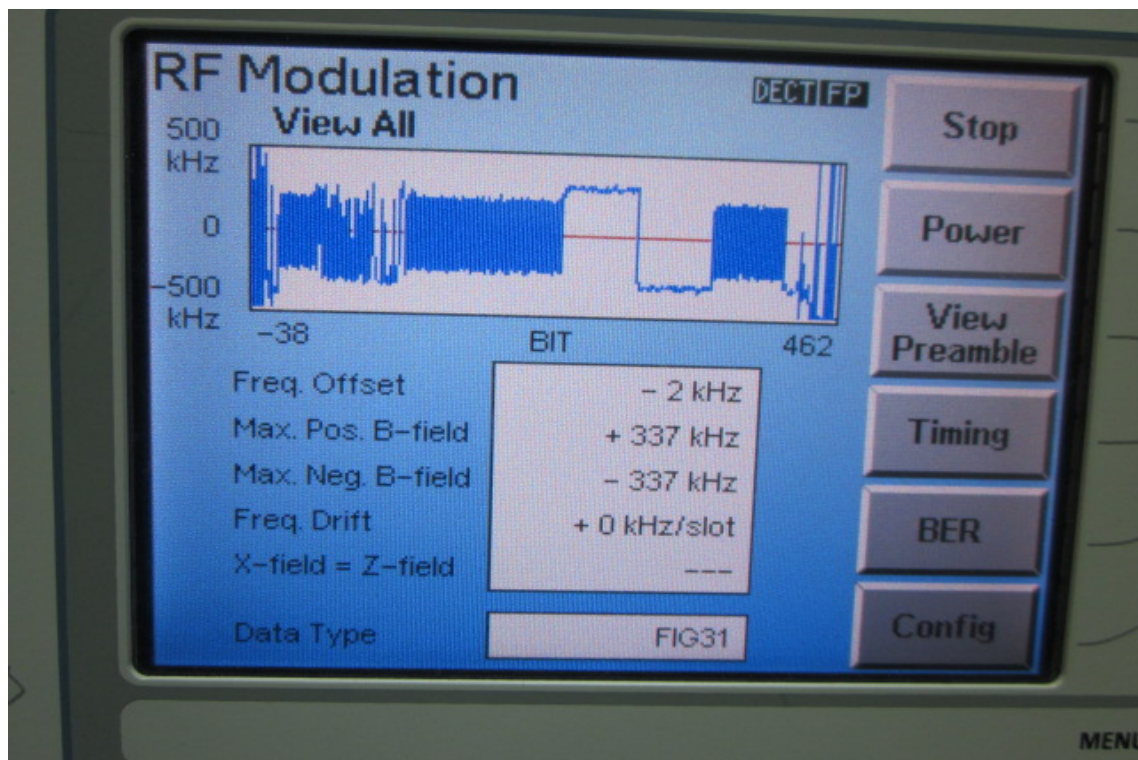 RF Modulation
DECT FP
View All
500
kHz
0
-500
kHz
-38
BIT
462
Freq. Offset
- 2 kHz
Max. Pos. B-field
+ 337 kHz
Max. Neg. B-field
- 337 kHz
Freq. Drift
+ 0 kHz/slot
X-field = Z-field
---
Data Type
FIG31
Stop
Power
View
Preamble
Timing
BER
Config